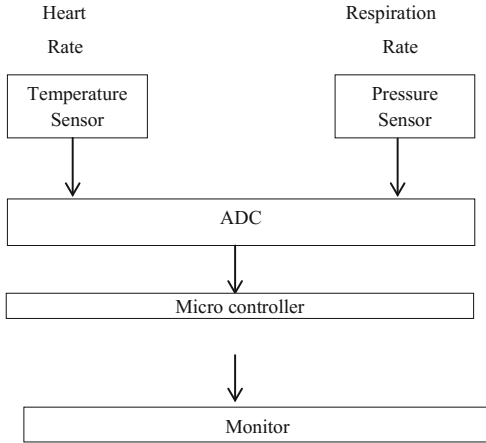 Heart
Rate
Respiration
Rate
Temperature
Sensor
Pressure
Sensor
ADC
Micro controller
Monitor